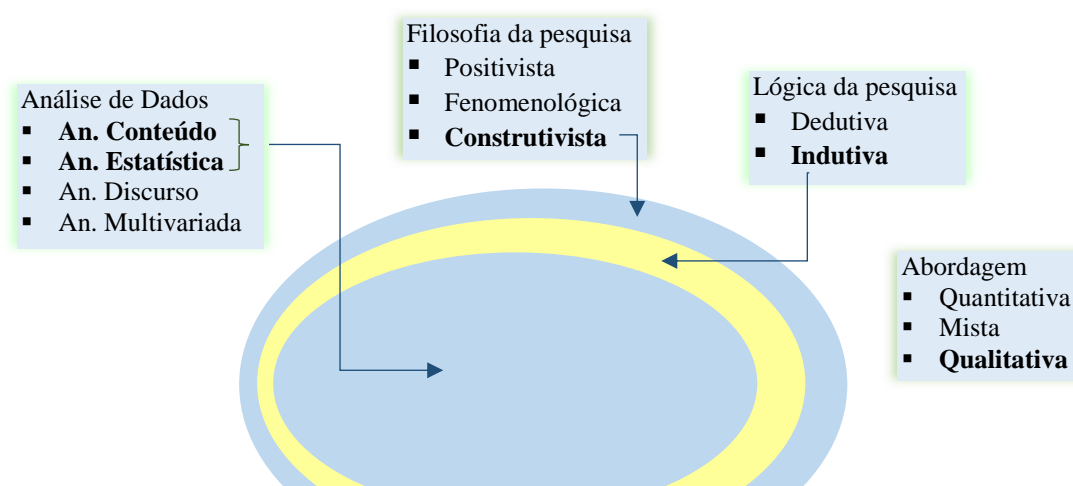 Filosofia da pesquisa
▪ Positivista
▪ Fenomenológica
▪ Construtivista
Lógica da pesquisa
▪ Dedutiva
▪ Indutiva
Análise de Dados
▪ An. Conteúdo
▪ An. Estatística
▪ An. Discurso
▪ An. Multivariada
Abordagem
▪ Quantitativa
▪ Mista
▪ Qualitativa